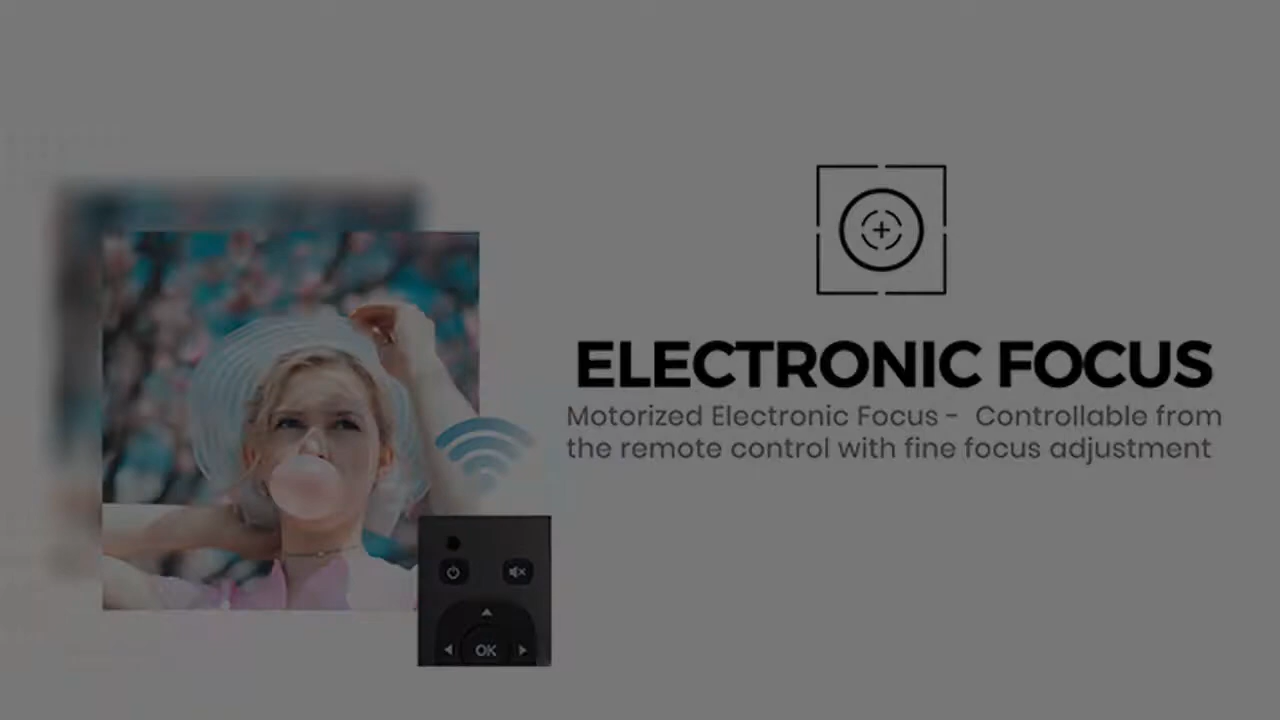 ELECTRONIC FOCUS
Motorized Electronic Focus - Controllable from
the remote control with fine focus adjustment
OK